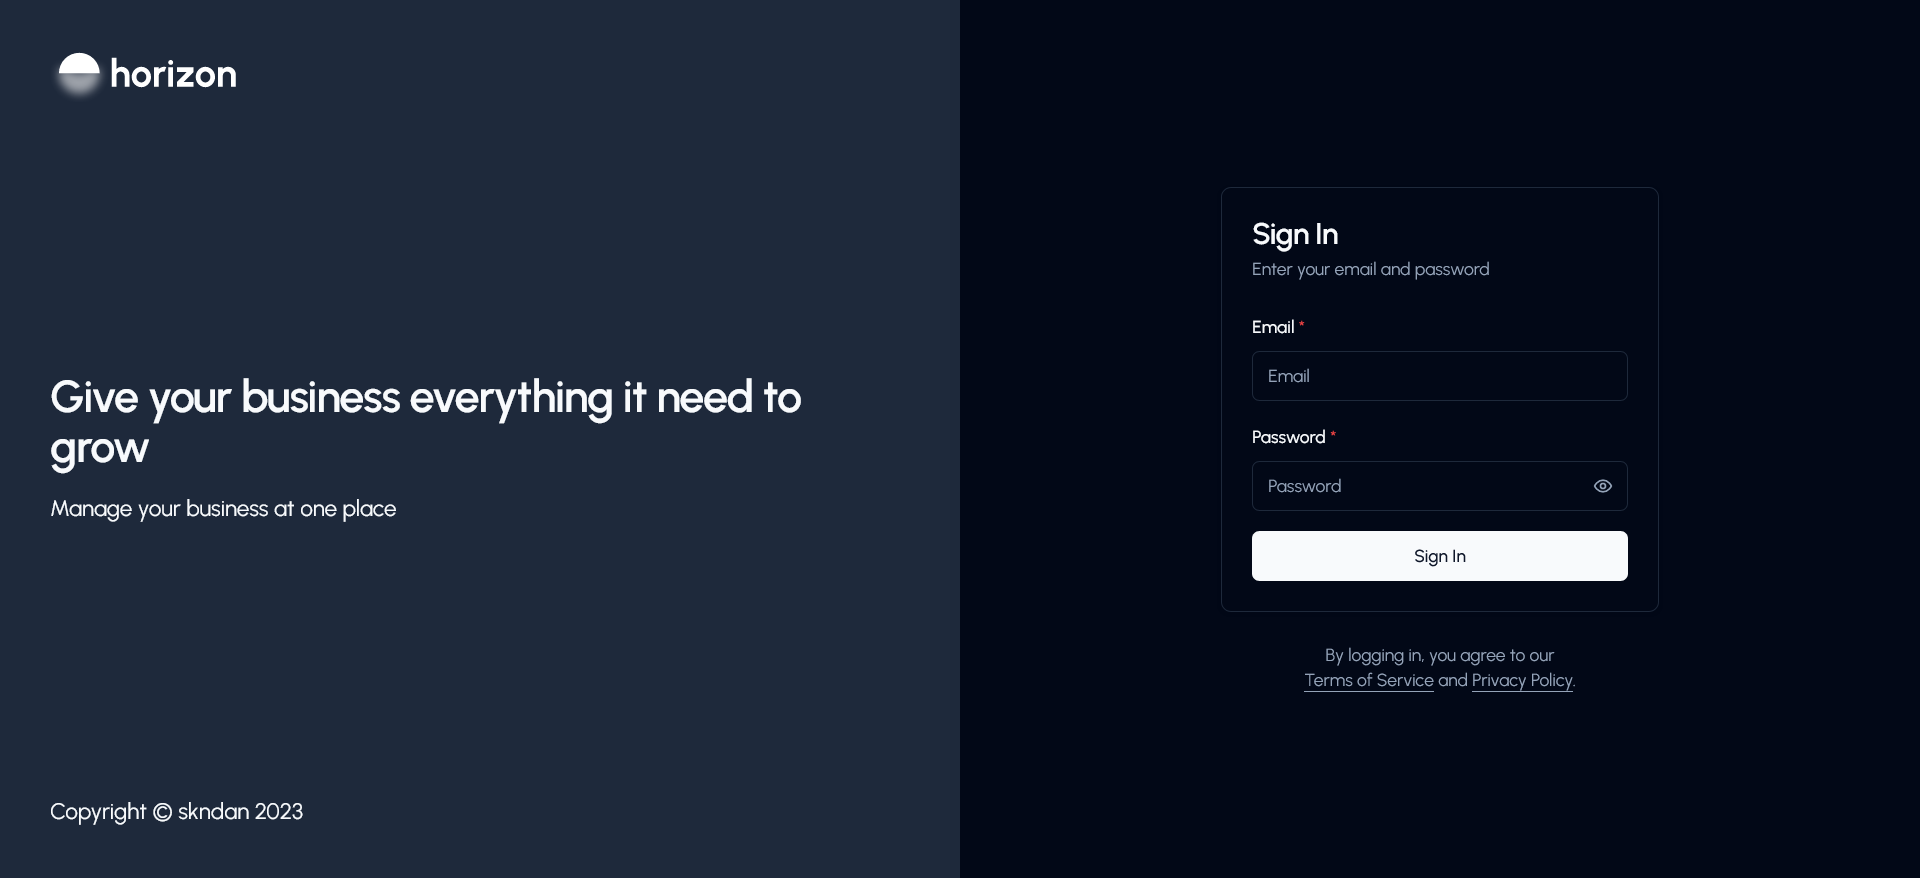 horizon
Give your business everything it need to
grow
Manage your business at one place
Copyright © skndan 2023
Sign In
Enter your email and password
Email *
Email
Password *
Password
Sign In
By logging in, you agree to our
Terms of Service and Privacy Policy.